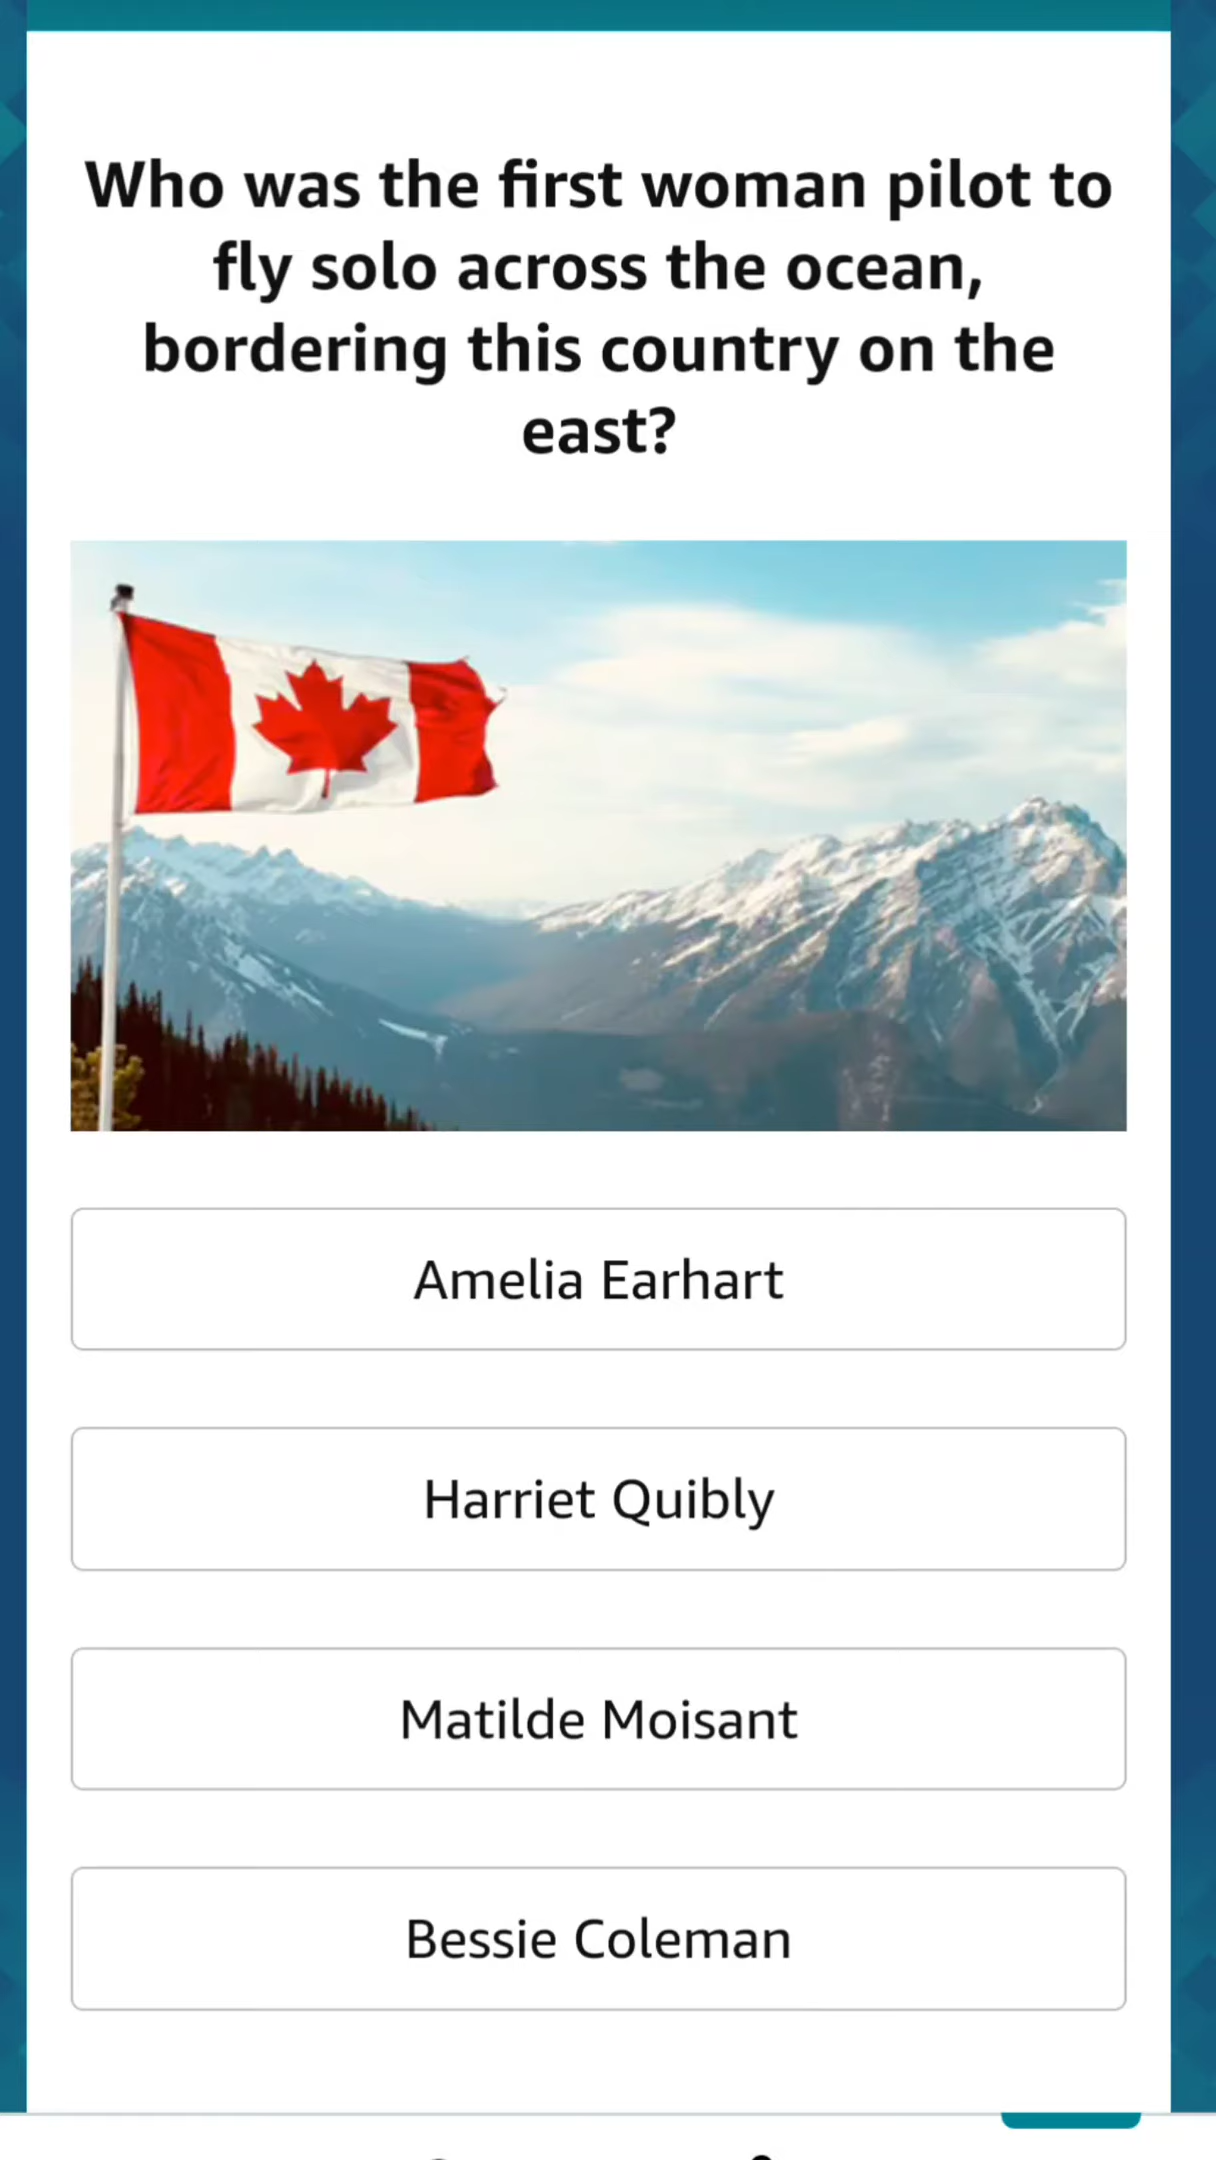 Who was the first woman pilot to
fly solo across the ocean,
bordering this country on the
east?
Amelia Earhart
Harriet Quibly
Matilde Moisant
Bessie Coleman